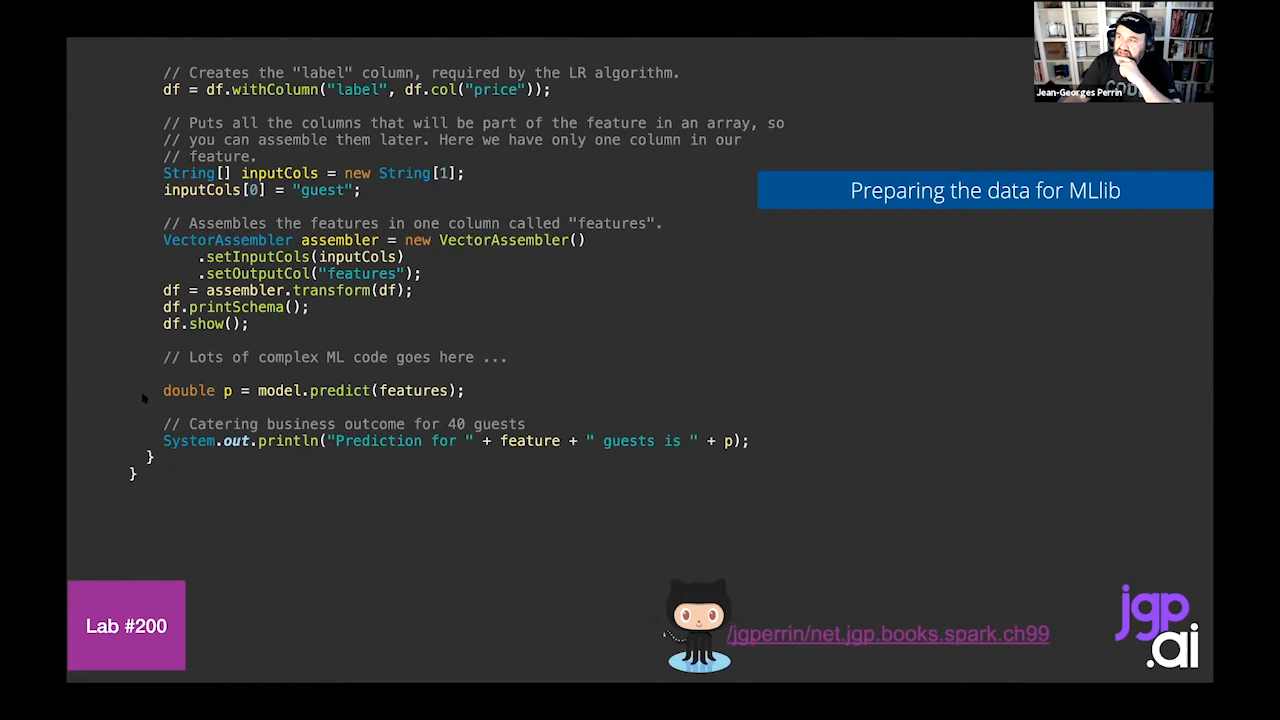 // Creates the "label" column, required by the LR algorithm.
df = df.withColumn("label", df.col("price"));
// Puts all the columns that will be part of the feature in an array, so
// you can assemble them later. Here we have only one column in our
// feature.
String[] inputCols = new String[1];
inputCols[0] = "guest";
// Assembles the features in one column called "features".
VectorAssembler assembler = new VectorAssembler()
.setInputCols(inputCols)
.setOutputCol("features");
df = assembler.transform(df);
df.printSchema();
df.show();
// Lots of complex ML code goes here ...
double p = model.predict(features);
// Catering business outcome for 40 guests
System.out.println("Prediction for " + feature + " guests is " + p);
}
}
Jean-Georges Perrin
Preparing the data for MLlib
Lab #200
/jgperrin/net.jgp.books.spark.ch99
jgp
.ai